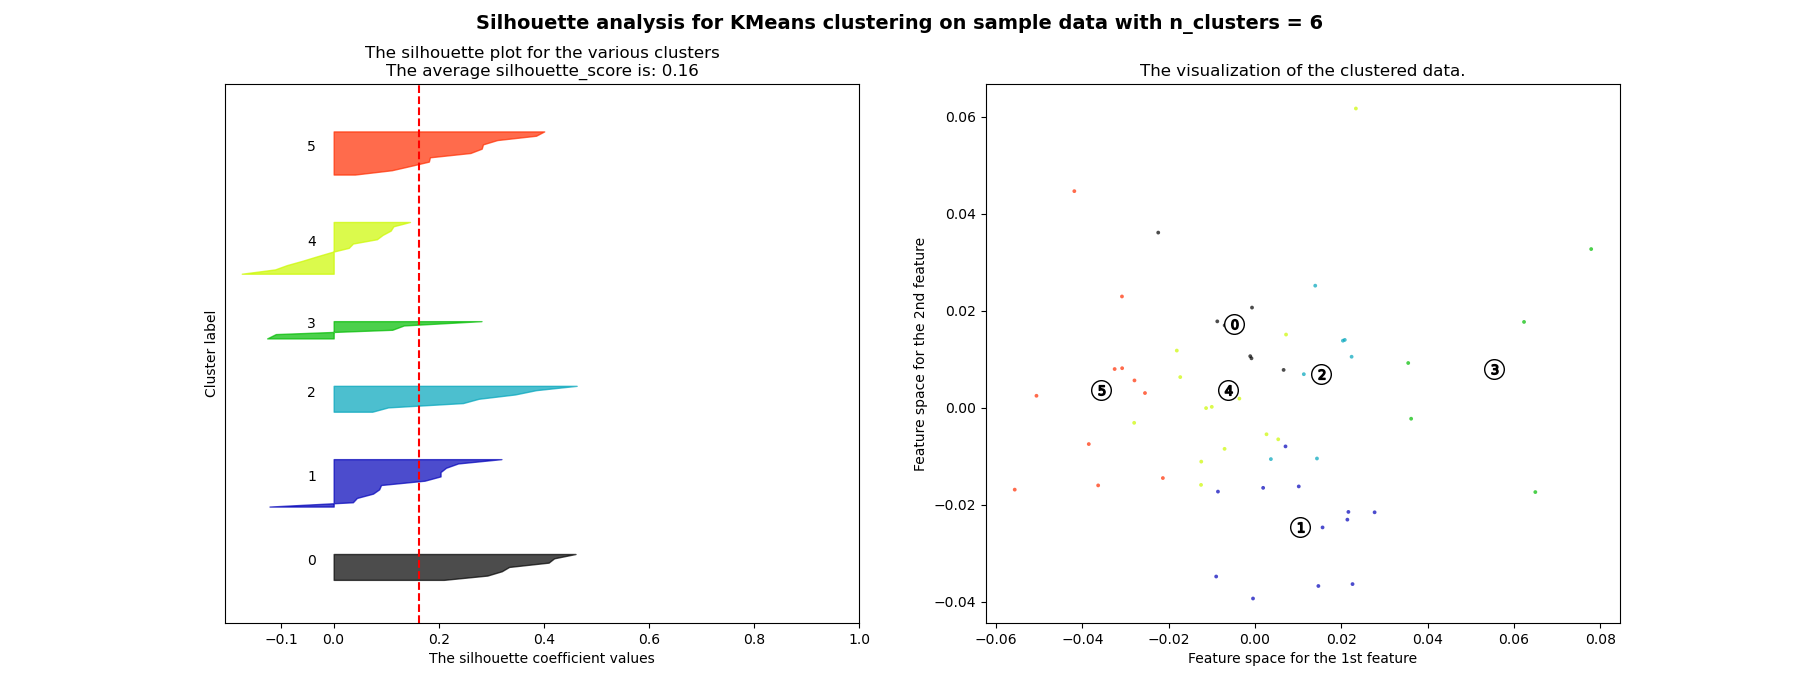 Silhouette analysis for KMeans clustering on sample data with n_clusters = 6
The silhouette plot for the various clusters
The average silhouette_score is: 0.16
5
4
3
2
1
0
Cluster label
−0.1 0.0 0.2 0.4 0.6 0.8 1.0
The silhouette coefficient values
The visualization of the clustered data.
0.06
0.04
0.02
0.00
−0.02
−0.04
Feature space for the 2nd feature
0
2
3
5
4
1
−0.06 −0.04 −0.02 0.00 0.02 0.04 0.06 0.08
Feature space for the 1st feature